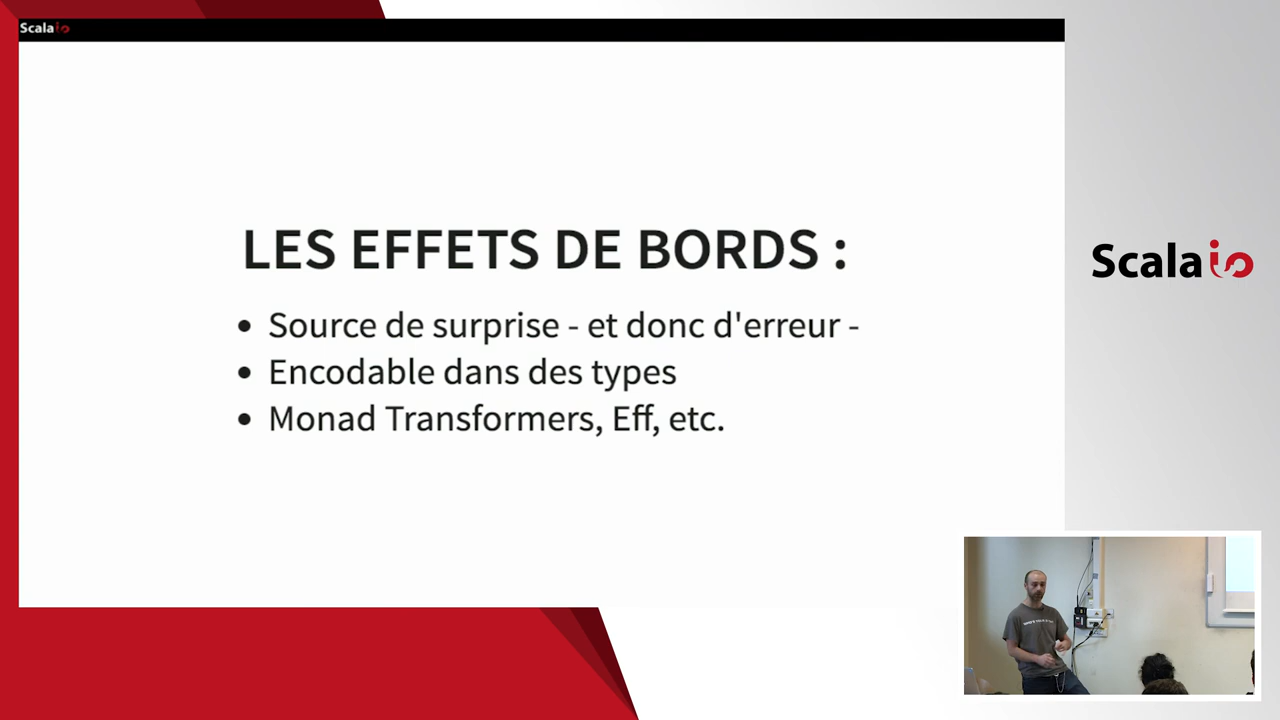 Scalaio
LES EFFETS DE BORDS :
Source de surprise - et donc d'erreur -
Encodable dans des types
Monad Transformers, Eff, etc.
Scalaio